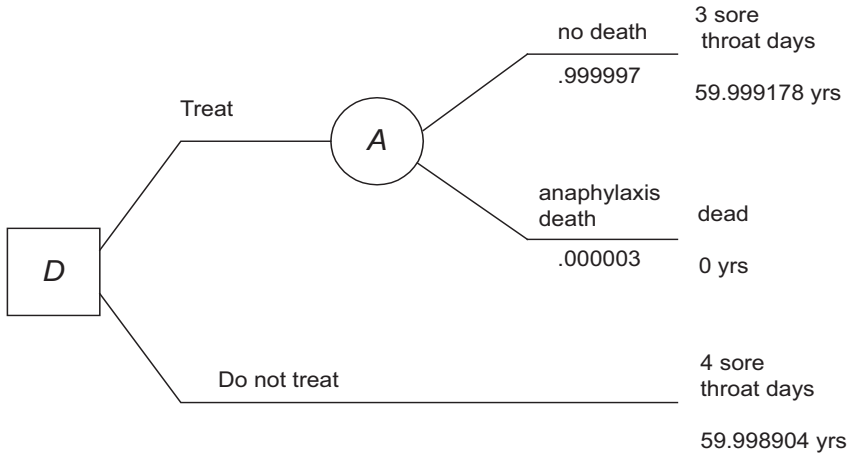 3 sore
throat days
no death
.999997
59.999178 yrs
Treat
A
anaphylaxis
death
dead
.000003
0 yrs
D
4 sore
throat days
Do not treat
59.998904 yrs